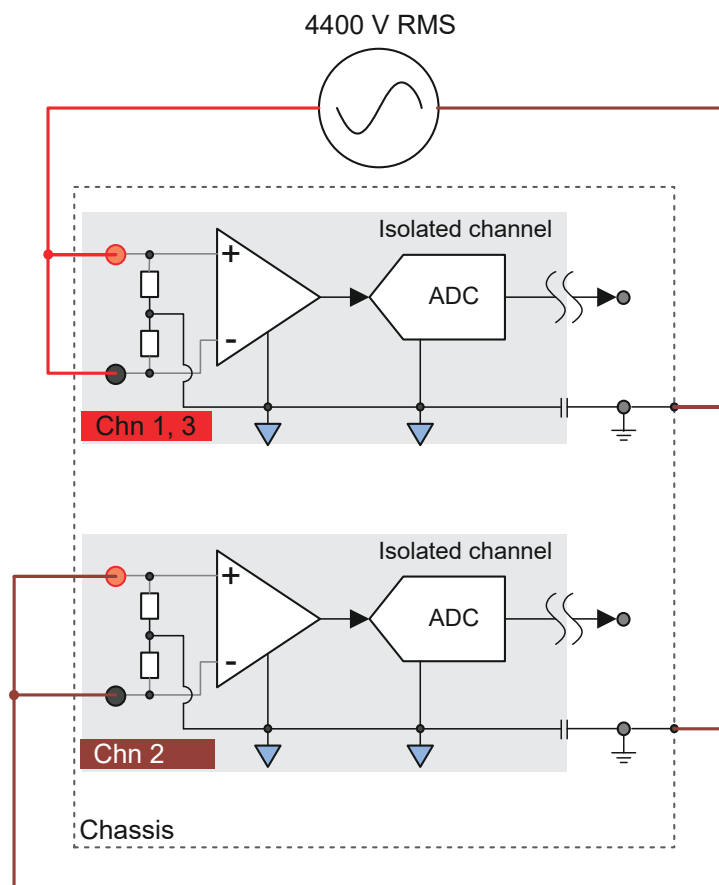 4400 V RMS
Isolated channel
+
ADC
-
Chn 1, 3
Isolated channel
+
ADC
-
Chn 2
Chassis